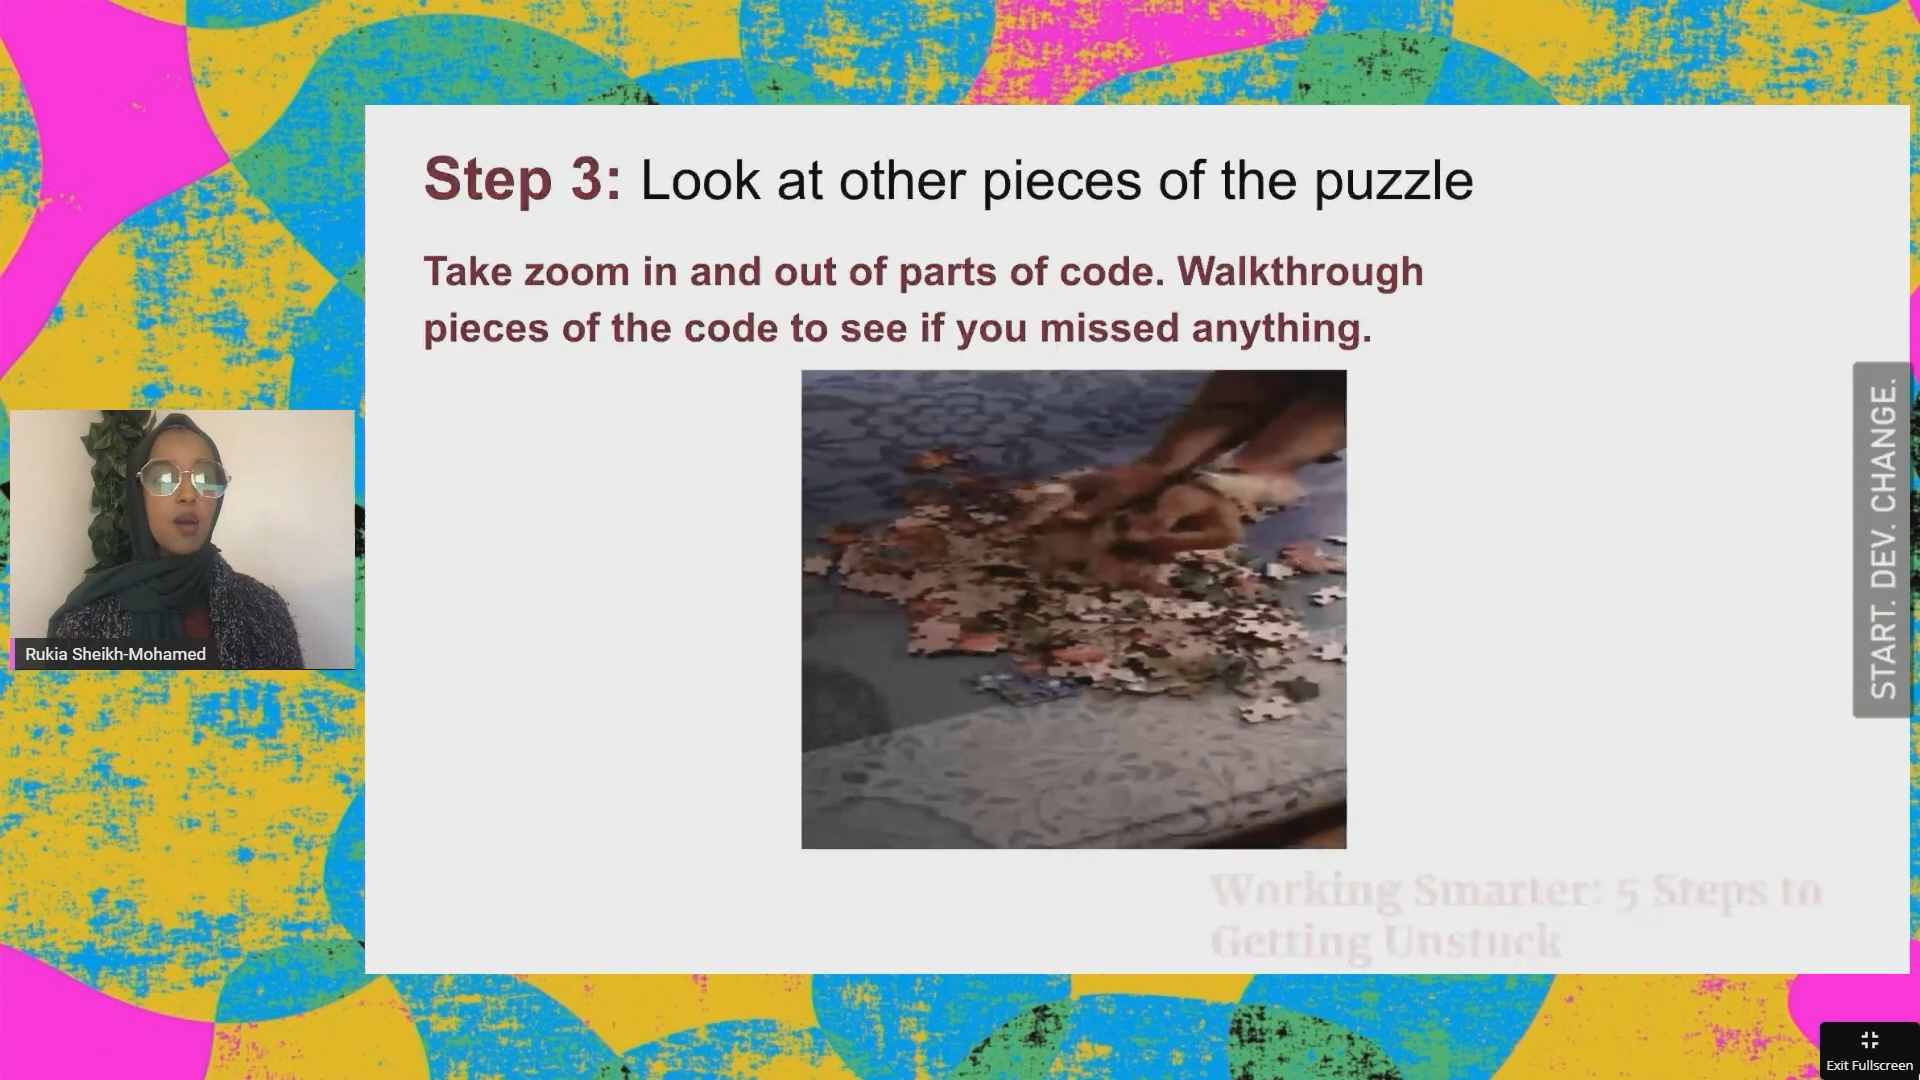 Step 3: Look at other pieces of the puzzle
Take zoom in and out of parts of code. Walkthrough
pieces of the code to see if you missed anything.
Rukia Sheikh-Mohamed
START. DEV. CHANGE.
Working Smarter: 5 Steps to
Getting Unstuck
Exit Fullscreen